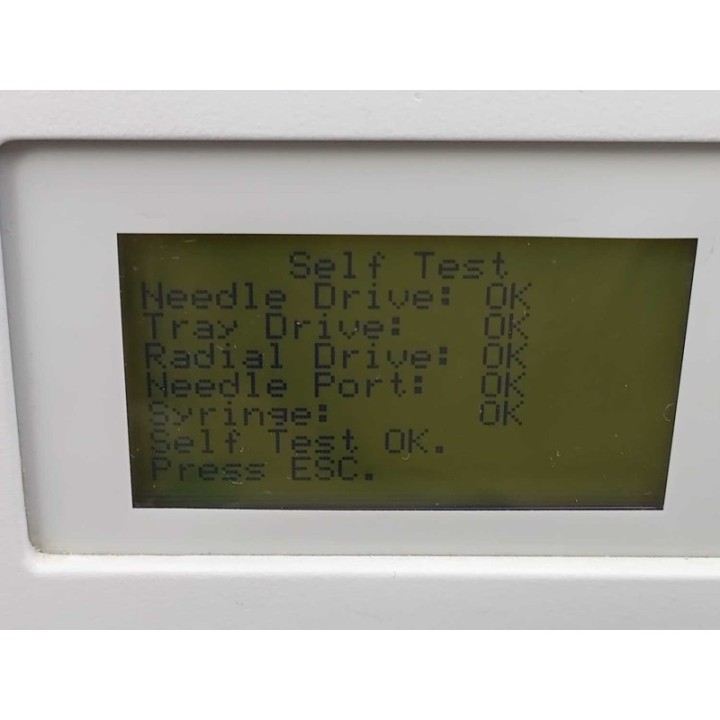 Self Test
Needle Drive: OK
Tray Drive: OK
Radial Drive: OK
Needle Port: OK
Syringe: OK
Self Test OK.
Press ESC.